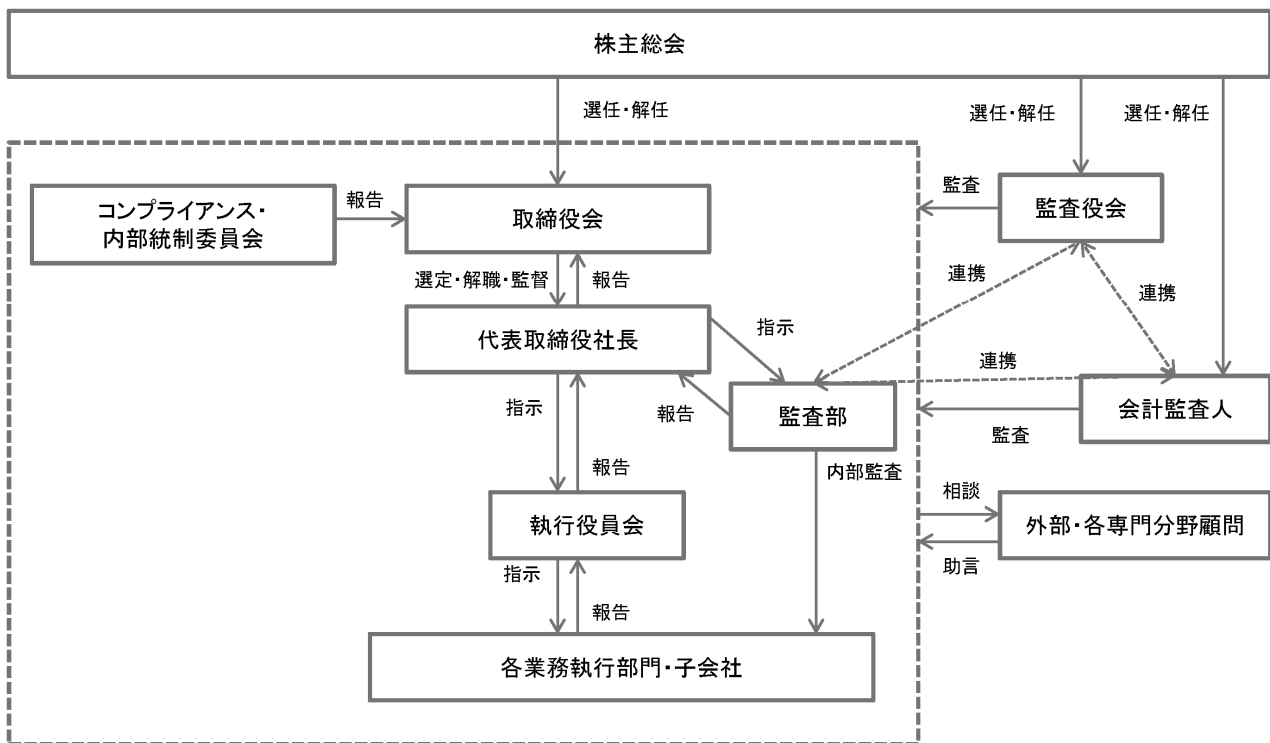 株主総会
選任・解任
選任・解任
選任・解任
コンプライアンス・
内部統制委員会
報告
取締役会
監査
監査役会
選定・解職・監督
報告
連携
連携
代表取締役社長
指示
連携
指示
報告
監査部
会計監査人
監査
報告
内部監査
執行役員会
相談
外部・各専門分野顧問
助言
指示
報告
各業務執行部門・子会社